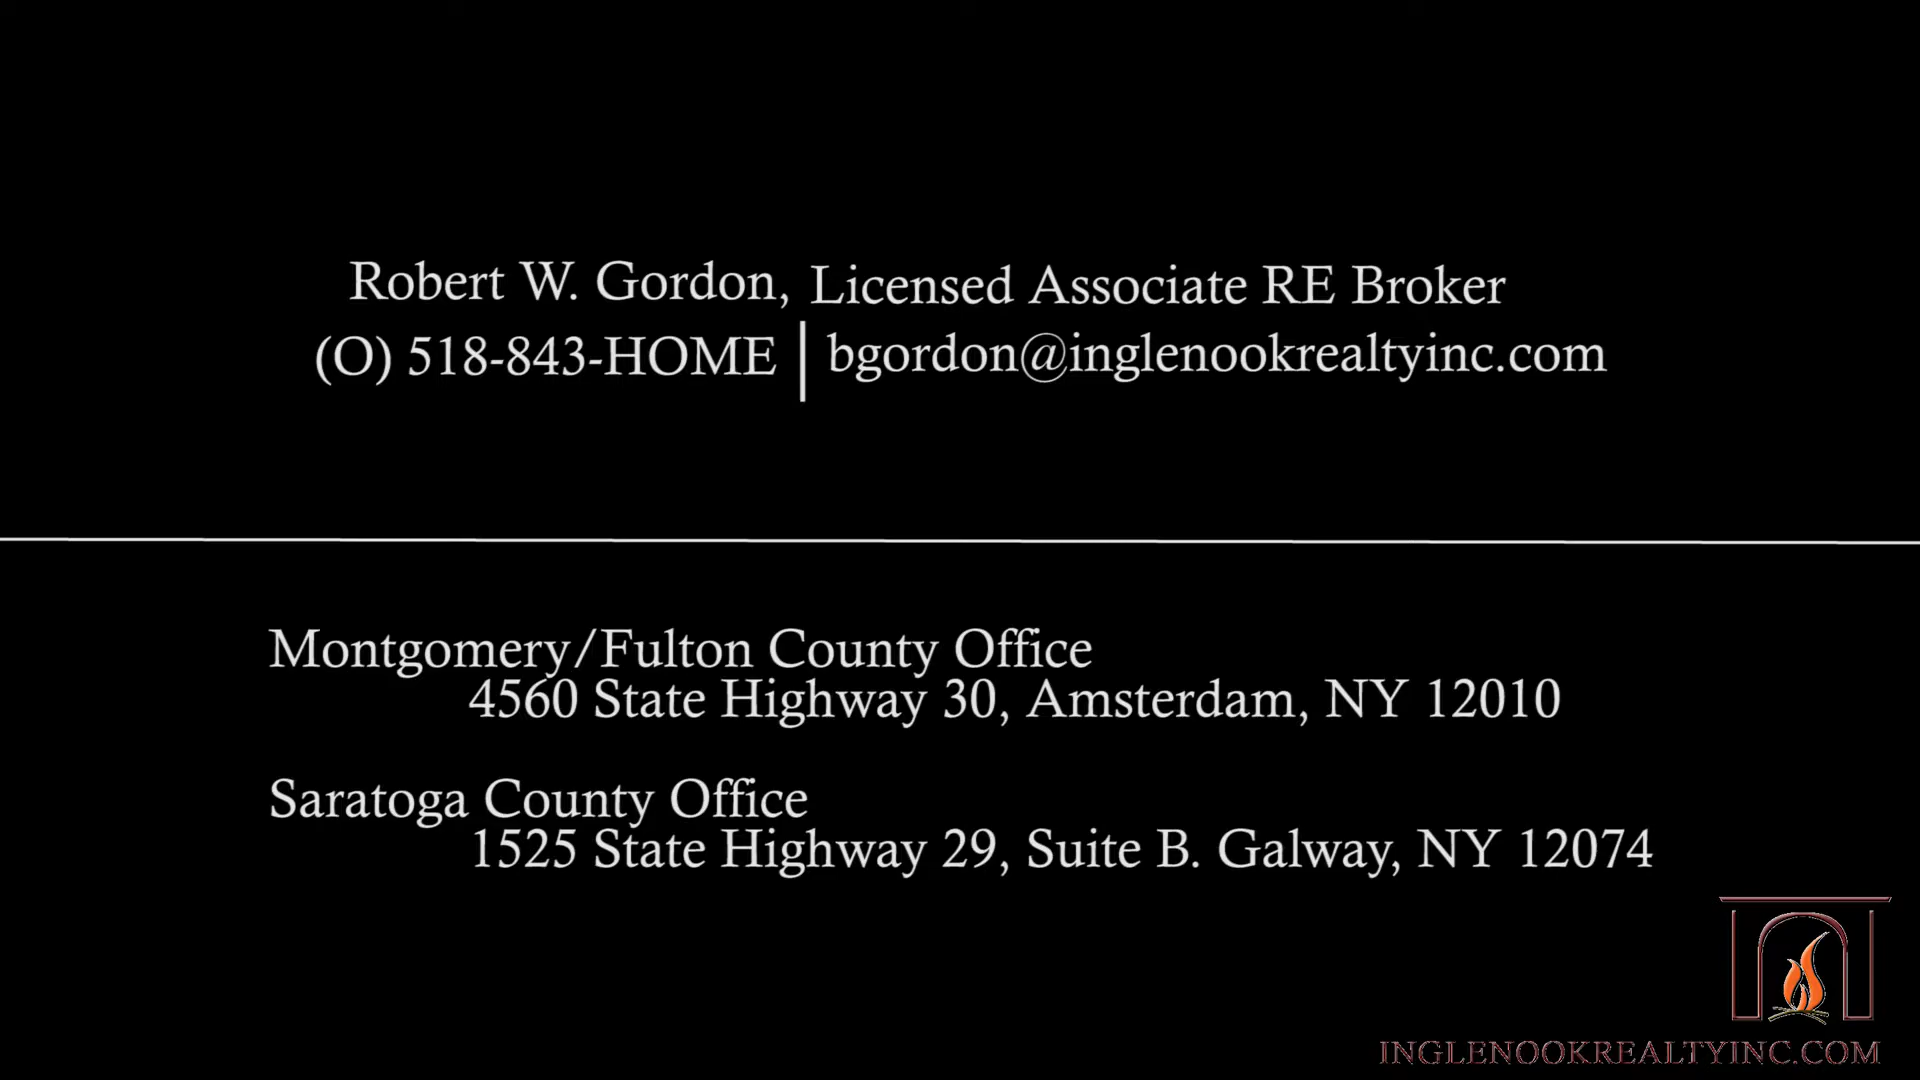 Robert W. Gordon, Licensed Associate RE Broker
(O) 518-843-HOME | bgordon@inglenookrealtyinc.com
Montgomery/Fulton County Office
4560 State Highway 30, Amsterdam, NY 12010
Saratoga County Office
1525 State Highway 29, Suite B. Galway, NY 12074
INGLENOOKREALTYINC.COM